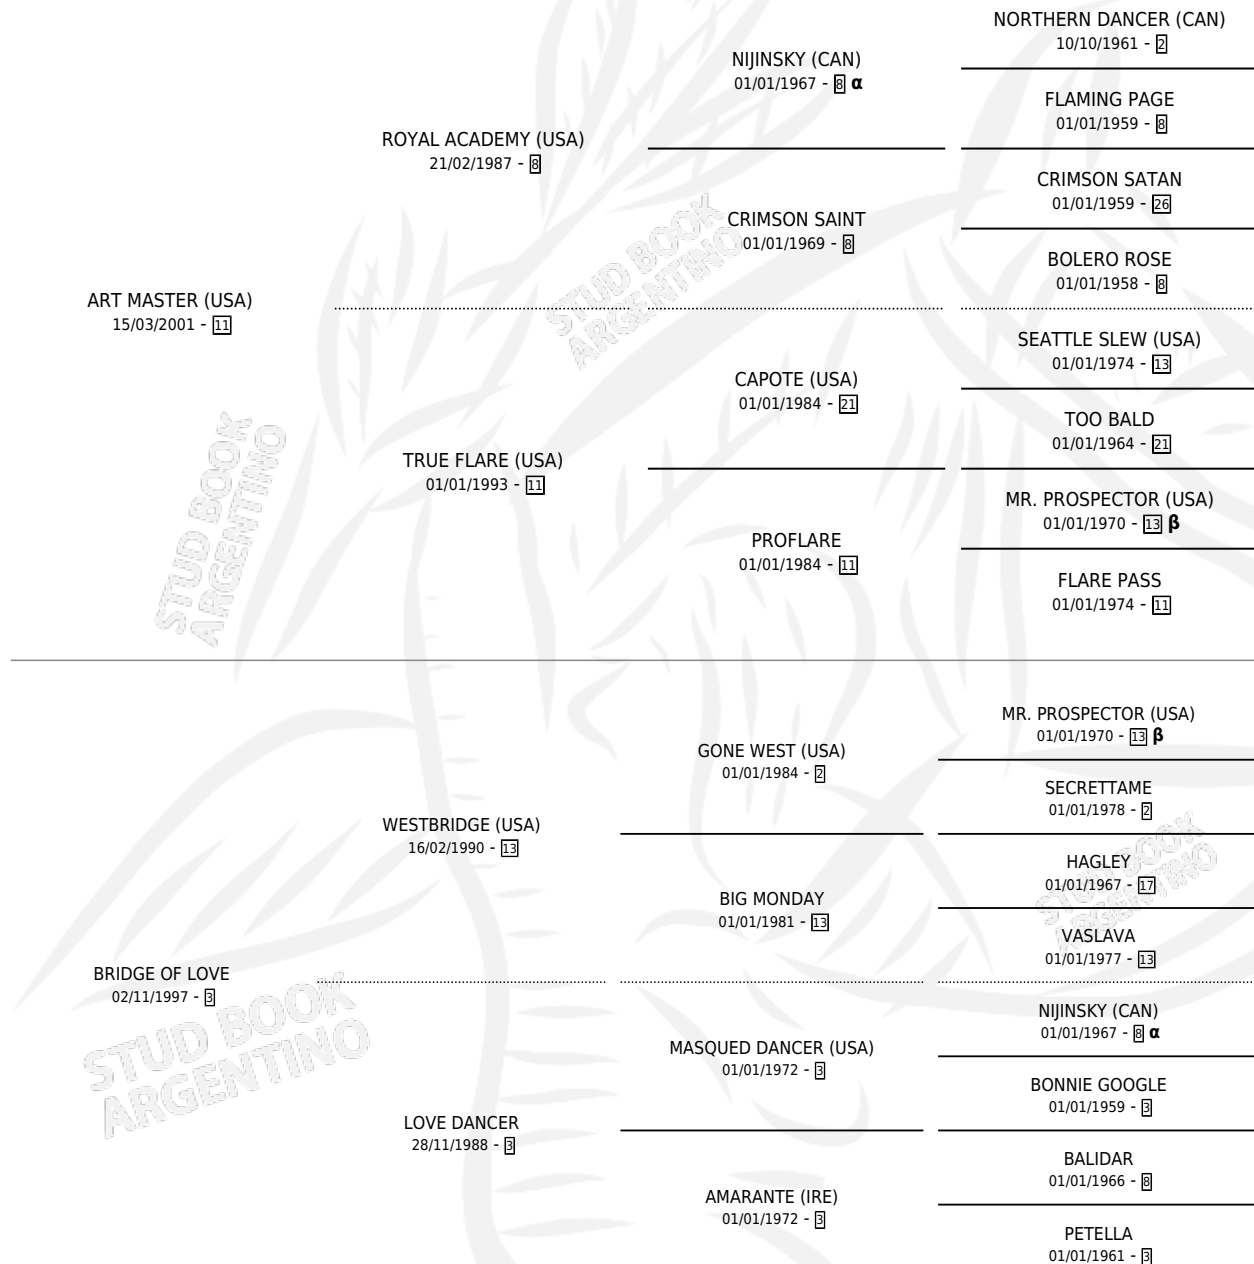 NORTHERN DANCER (CAN)
10/10/1961 - 2
NIJINSKY (CAN)
01/01/1967 - 8 α
FLAMING PAGE
01/01/1959 - 8
ROYAL ACADEMY (USA)
21/02/1987 - 8
CRIMSON SATAN
01/01/1959 - 26
CRIMSON SAINT
01/01/1969 - 8
BOLERO ROSE
01/01/1958 - 8
ART MASTER (USA)
15/03/2001 - 11
SEATTLE SLEW (USA)
01/01/1974 - 13
CAPOTE (USA)
01/01/1984 - 21
TOO BALD
01/01/1964 - 21
TRUE FLARE (USA)
01/01/1993 - 11
MR. PROSPECTOR (USA)
01/01/1970 - 13 β
PROFLARE
01/01/1984 - 11
FLARE PASS
01/01/1974 - 11
MR. PROSPECTOR (USA)
01/01/1970 - 13 β
GONE WEST (USA)
01/01/1984 - 2
SECRETTAME
01/01/1978 - 2
WESTBRIDGE (USA)
16/02/1990 - 13
HAGLEY
01/01/1967 - 17
BIG MONDAY
01/01/1981 - 13
VASLAVA
01/01/1977 - 13
BRIDGE OF LOVE
02/11/1997 - 3
NIJINSKY (CAN)
01/01/1967 - 8 α
MASQUED DANCER (USA)
01/01/1972 - 3
BONNIE GOOGLE
01/01/1959 - 3
LOVE DANCER
28/11/1988 - 3
BALIDAR
01/01/1966 - 8
AMARANTE (IRE)
01/01/1972 - 3
PETELLA
01/01/1961 - 3
STUD BOOK
ARGENTINO
STUD BOOK
ARGENTINO
STUD BOOK
ARGENTINO
STUD BOOK
ARGENTINO